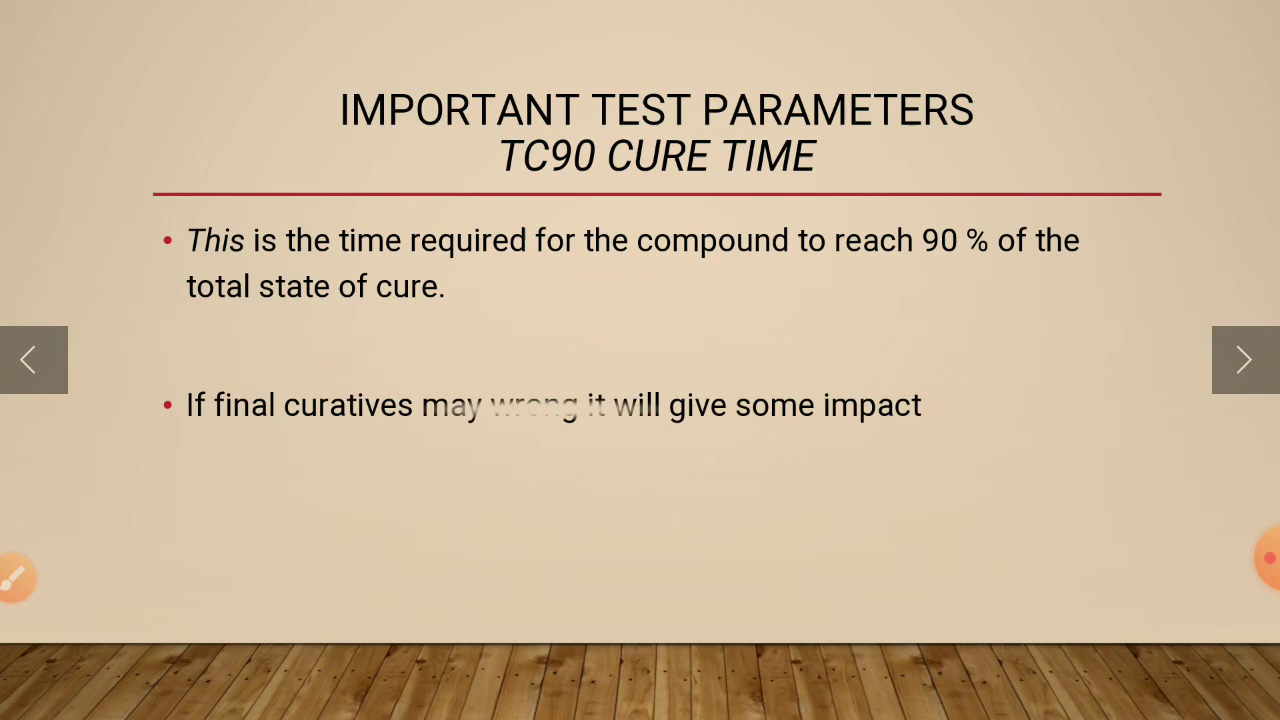 IMPORTANT TEST PARAMETERS
TC90 CURE TIME
• This is the time required for the compound to reach 90 % of the
total state of cure.
• If final curatives may wrong it will give some impact